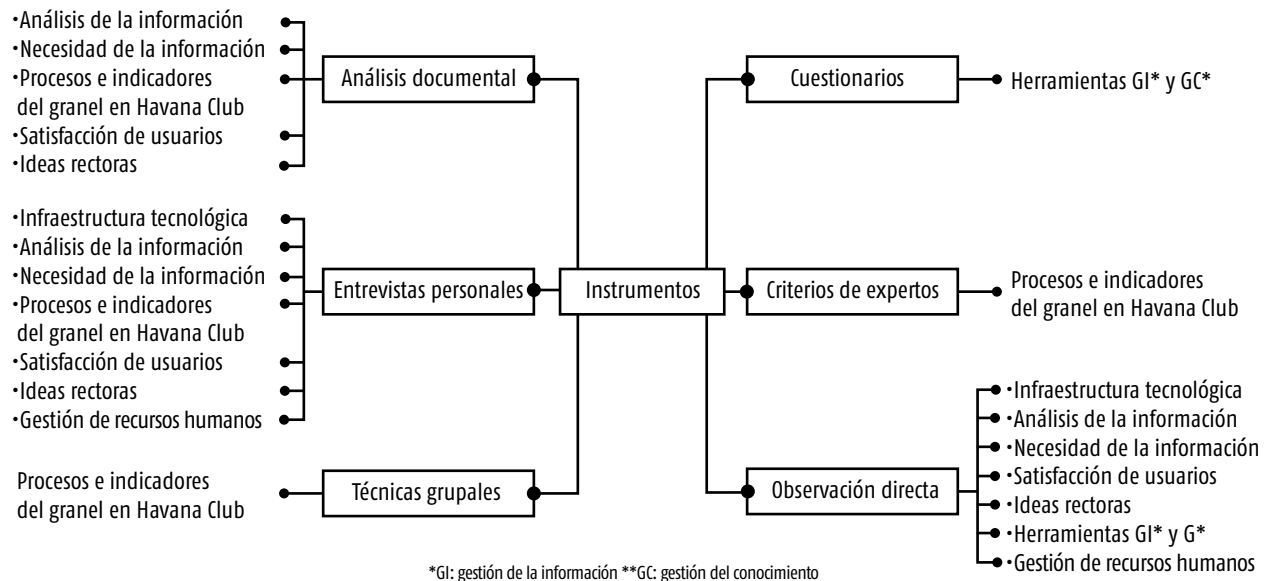 ·Análisis de la información
·Necesidad de la información
·Procesos e indicadores
del granel en Havana Club
·Satisfacción de usuarios
·Ideas rectoras
Análisis documental
·Infraestructura tecnológica
·Análisis de la información
·Necesidad de la información
·Procesos e indicadores
del granel en Havana Club
·Satisfacción de usuarios
·Ideas rectoras
·Gestión de recursos humanos
Entrevistas personales
Procesos e indicadores
del granel en Havana Club
Técnicas grupales
Instrumentos
Cuestionarios
Herramientas GI* y GC*
Criterios de expertos
Procesos e indicadores
del granel en Havana Club
Observación directa
·Infraestructura tecnológica
·Análisis de la información
·Necesidad de la información
·Satisfacción de usuarios
·Ideas rectoras
·Herramientas GI* y G*
·Gestión de recursos humanos
*GI: gestión de la información **GC: gestión del conocimiento